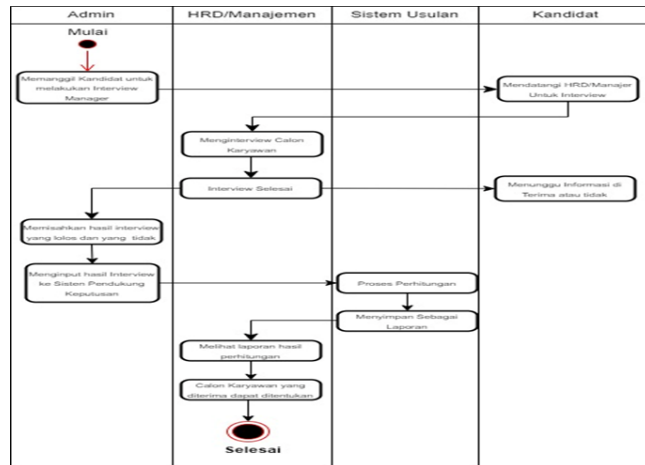 Admin
HRD/Manajemen
Sistem Usulan
Kandidat
Mulai
Memanggil Kandidat untuk
melakukan Interview
Manager
Mendatangi HRD/Manajer
Untuk Interview
Menginterview Calon
Karyawan
Interview Selesai
Menunggu Informasi di
Terima atau tidak
Memisahkan hasil interview
yang lolos dan yang tidak
Menginput hasil Interview
ke Sisten Pendukung
Keputusan
Proses Perhitungan
Menyimpan Sebagai
Laporan
Melihat laporan hasil
perhitungan
Calon Karyawan yang
diterima dapat ditentukan
Selesai